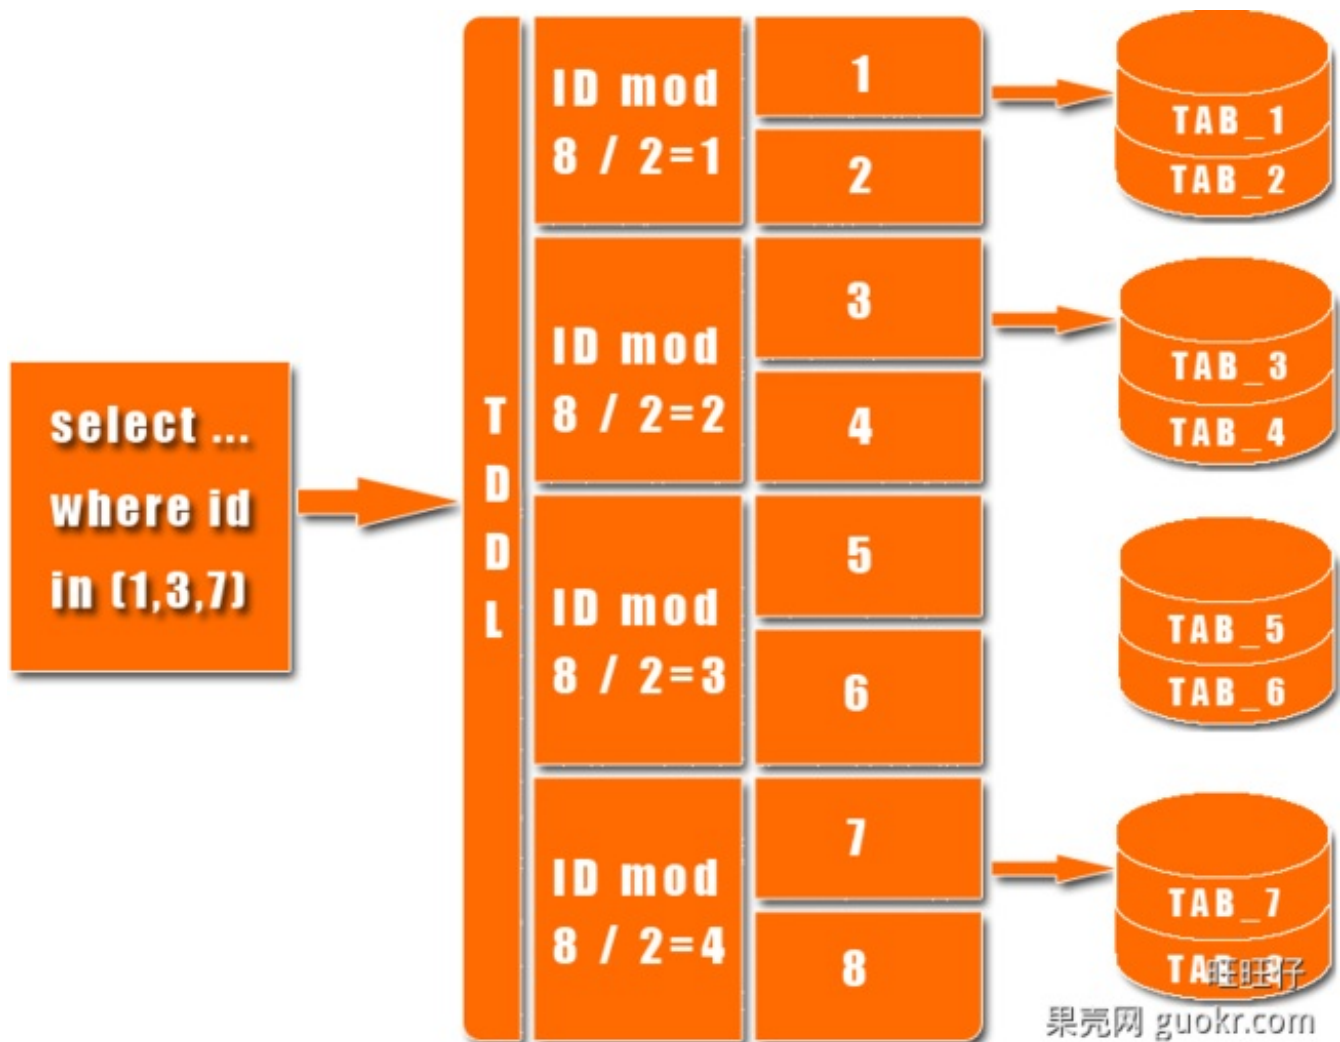 select ...
where id
in (1,3,7)
T
D
D
L
ID mod
8 / 2=1
1
2
ID mod
8 / 2=2
3
4
ID mod
8 / 2=3
5
6
ID mod
8 / 2=4
7
8
TAB_1
TAB_2
TAB_3
TAB_4
TAB_5
TAB_6
TAB_7
旺旺仔
果壳网 guokr.com